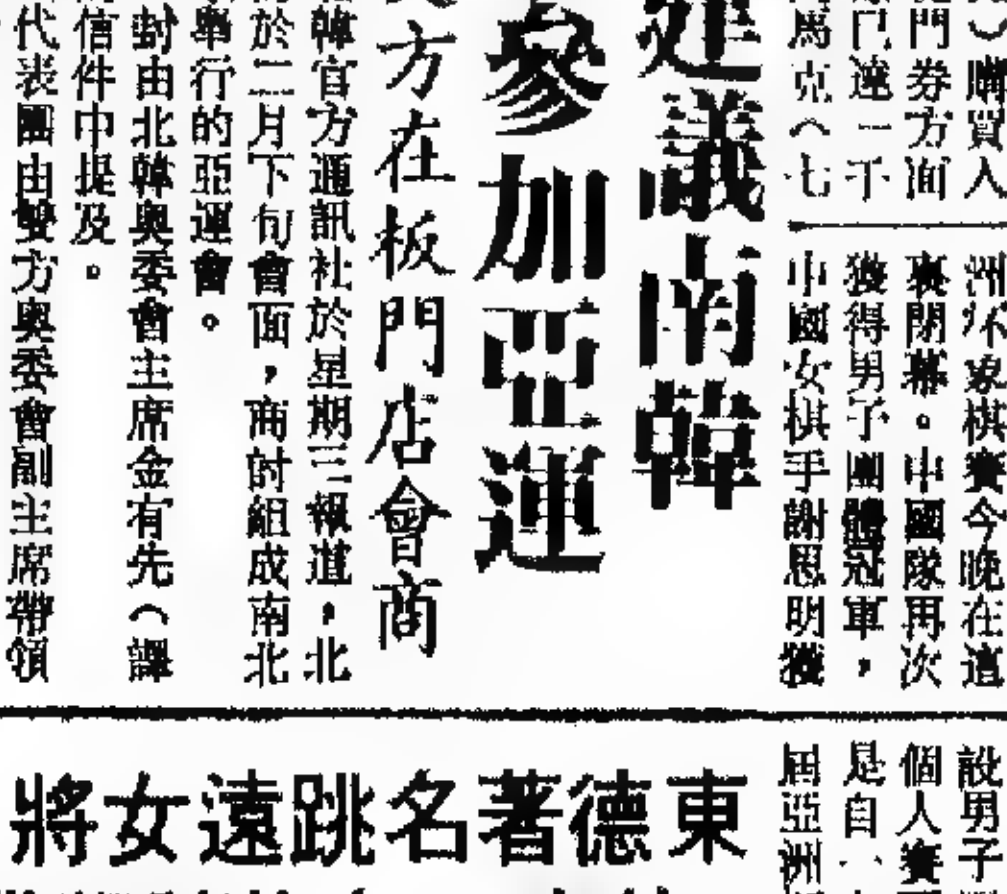 購買入
門券方面
已達一千
馬克（七
洲杯象棋賽今晚在這
裏閉幕。中國隊再次
獲得男子團體冠軍，
中國女棋手謝思明獲
設男子
個人賽
是自
屆亞洲
議南韓
參加亞運
方在板門店會商
韓官方通訊社於星期三報道，北
於二月下旬會面，商討組成南北
舉行的亞運會。
封由北韓奧委會主席金有先（譯
信件中提及。
代表團由雙方奧委會副主席帶領
東德著名跳遠女將